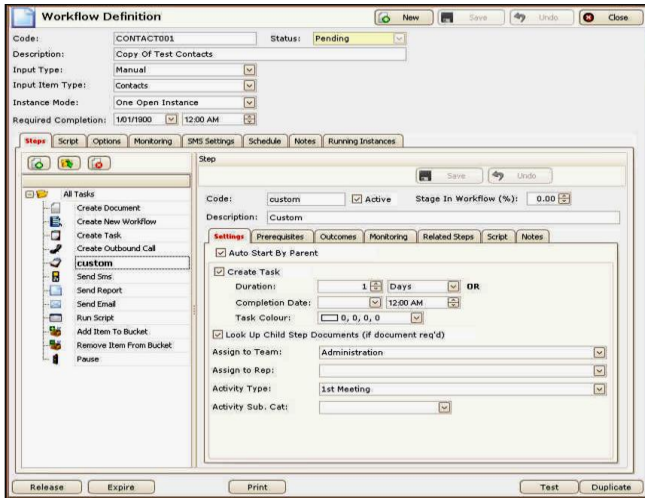 Workflow Definition New Save Undo Close
Code: CONTACT001 Status: Pending
Description: Copy Of Test Contacts
Input Type: Manual
Input Item Type: Contacts
Instance Mode: One Open Instance
Required Completion: 1/01/1900 12:00 AM
Steps Script Options Monitoring SMS Settings Schedule Notes Running Instances
Step
Save Undo
All Tasks
Create Document
Create New Workflow
Create Task
Create Outbound Call
custom
Send Sms
Send Report
Send Email
Run Script
Add Item To Bucket
Remove Item From Bucket
Pause
Code: custom Active Stage In Workflow (%): 0.00
Description: Custom
Settings Prerequisites Outcomes Monitoring Related Steps Script Notes
Auto Start By Parent
Create Task
Duration: 1 Days OR
Completion Date: 12:00 AM
Task Colour: 0, 0, 0, 0
Look Up Child Step Documents (if document req'd)
Assign to Team: Administration
Assign to Rep:
Activity Type: 1st Meeting
Activity Sub. Cat:
Release Expire Print Test Duplicate